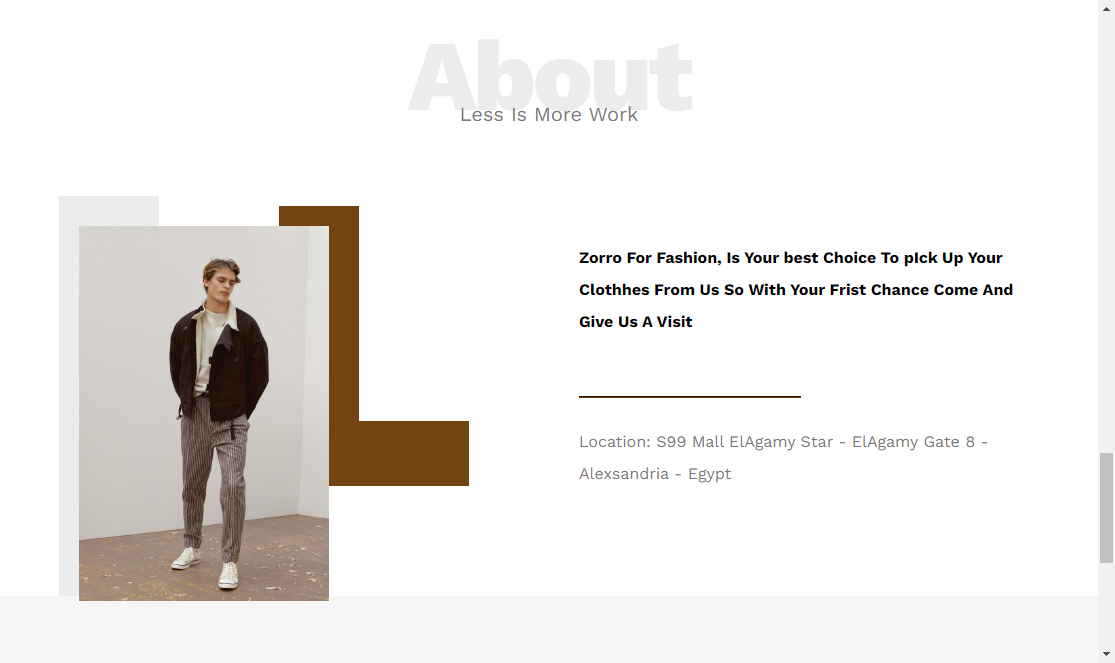 About
Less Is More Work
Zorro For Fashion, Is Your best Choice To pIck Up Your
Clothhes From Us So With Your Frist Chance Come And
Give Us A Visit
Location: S99 Mall ElAgamy Star - ElAgamy Gate 8 -
Alexsandria - Egypt